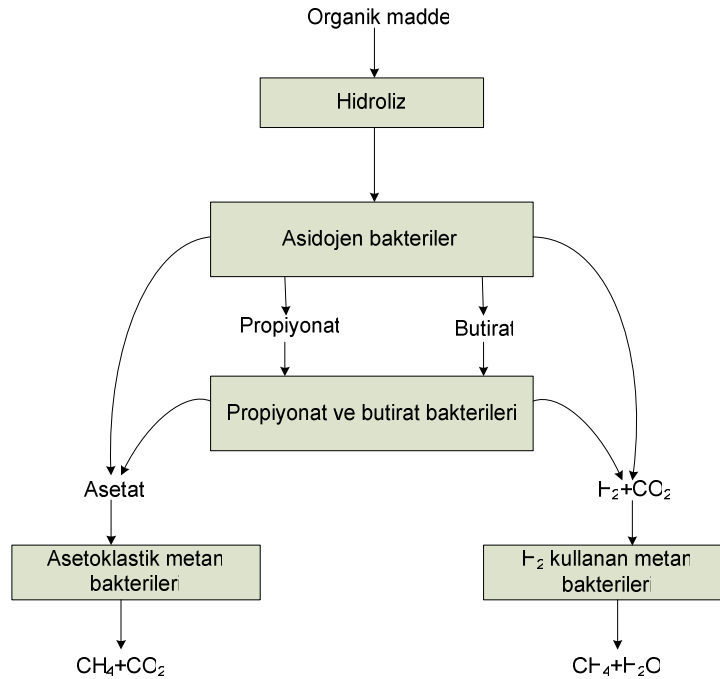 Organik madde
Hidroliz
Asidojen bakteriler
Propiyonat
Butirat
Propiyonat ve butirat bakterileri
Asetat
H₂+CO₂
Asetoklastik metan
bakterileri
H₂ kullanan metan
bakterileri
CH₄+CO₂
CH₄+H₂O